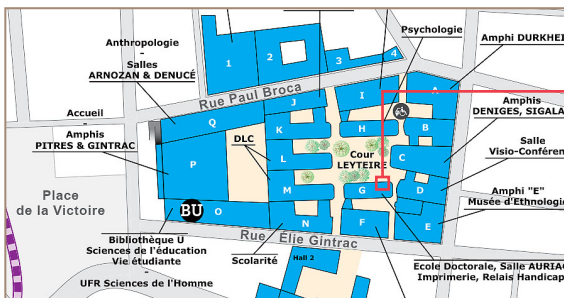 Psychologie
Anthropologie
-
Salles
ARNOZAN & DENUCÉ
Amphi DURKHEI
1
2
3
4
Rue Paul Broca
A
I
J
Accueil
-
Amphis
PITRES & GINTRAC
Q
K
H
B
Amphis
DENIGES, SIGALA
DLC
L
Cour
LEYTEIRE
C
Salle
Visio-Conféren
P
M
G
D
Place
de la Victoire
BU
O
N
F
E
Amphi "E"
Musée d'Ethnologi
Rue Élie Gintrac
Bibliothèque U
Sciences de l'éducation
Vie étudiante
-
UFR Sciences de l'Homme
Scolarité
Hall 2
Ecole Doctorale, Salle AURIAC
Imprimerie, Relais Handicap